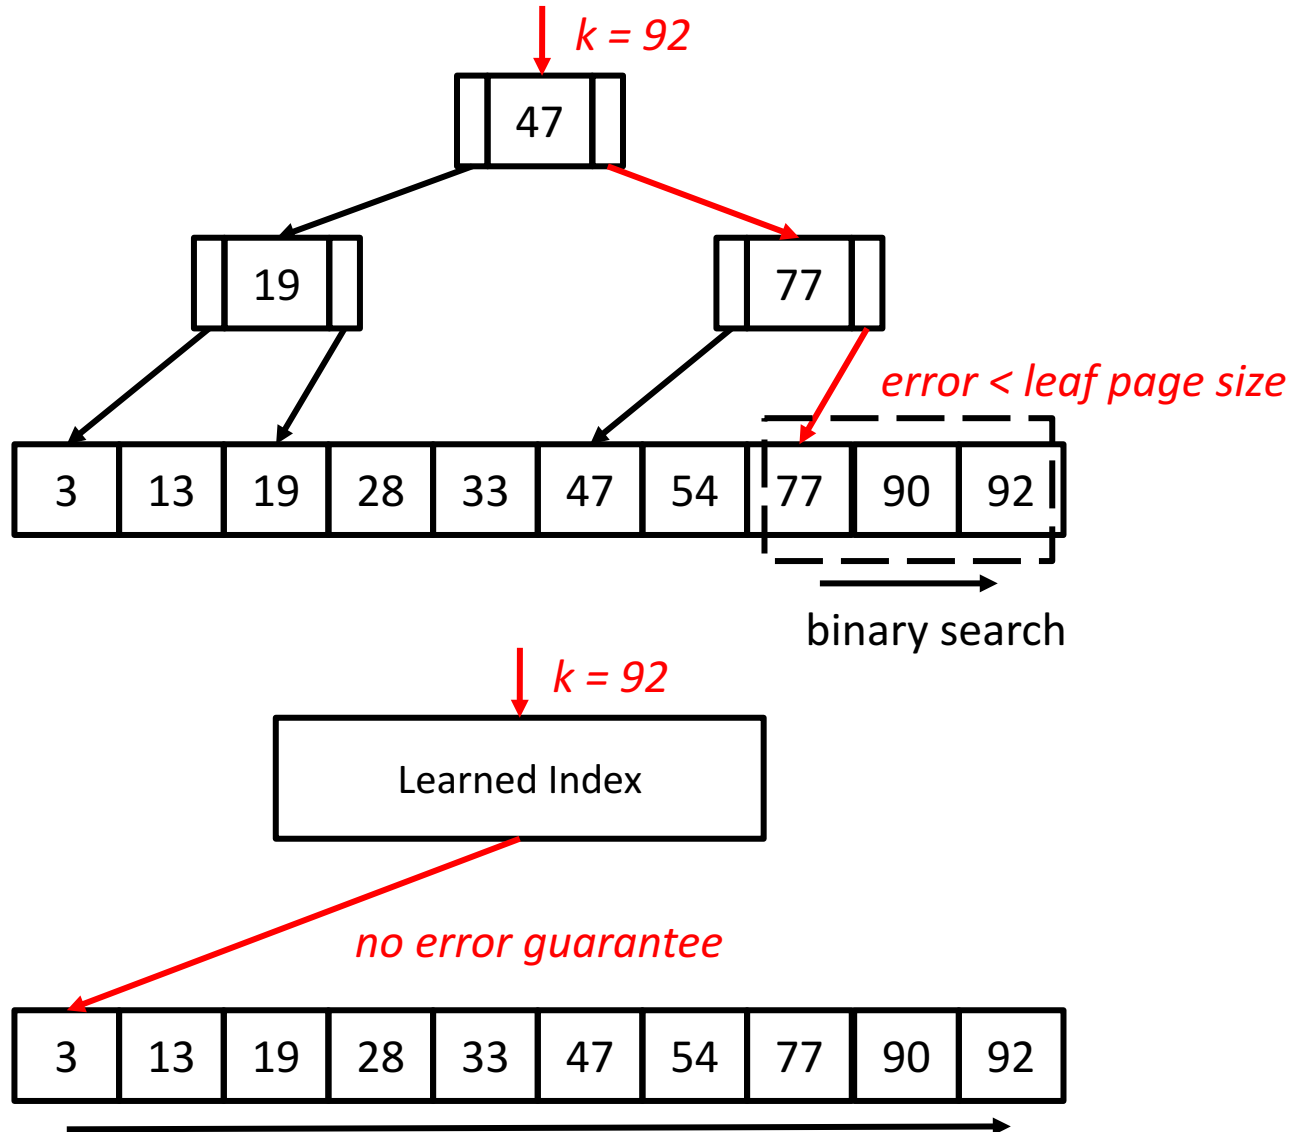 k = 92
47
19 77
error < leaf page size
3 13 19 28 33 47 54 77 90 92
binary search
k = 92
Learned Index
no error guarantee
3 13 19 28 33 47 54 77 90 92